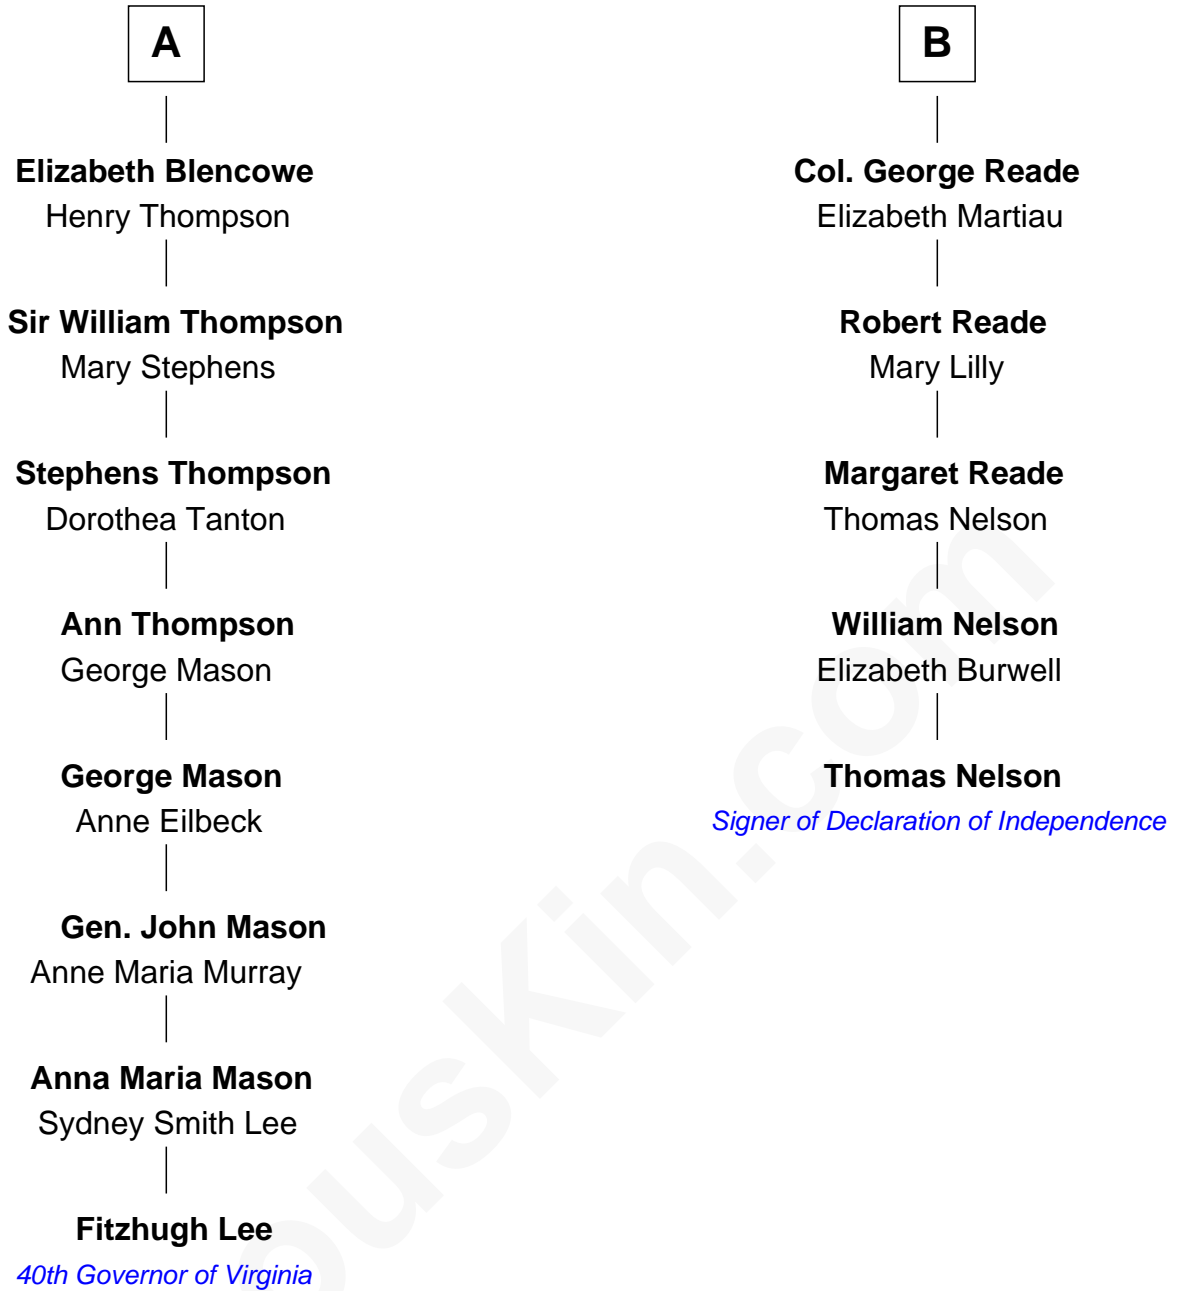 A
Elizabeth Blencowe
Henry Thompson
Sir William Thompson
Mary Stephens
Stephens Thompson
Dorothea Tanton
Ann Thompson
George Mason
George Mason
Anne Eilbeck
Gen. John Mason
Anne Maria Murray
Anna Maria Mason
Sydney Smith Lee
Fitzhugh Lee
40th Governor of Virginia
B
Col. George Reade
Elizabeth Martiau
Robert Reade
Mary Lilly
Margaret Reade
Thomas Nelson
William Nelson
Elizabeth Burwell
Thomas Nelson
Signer of Declaration of Independence
ousKin.com